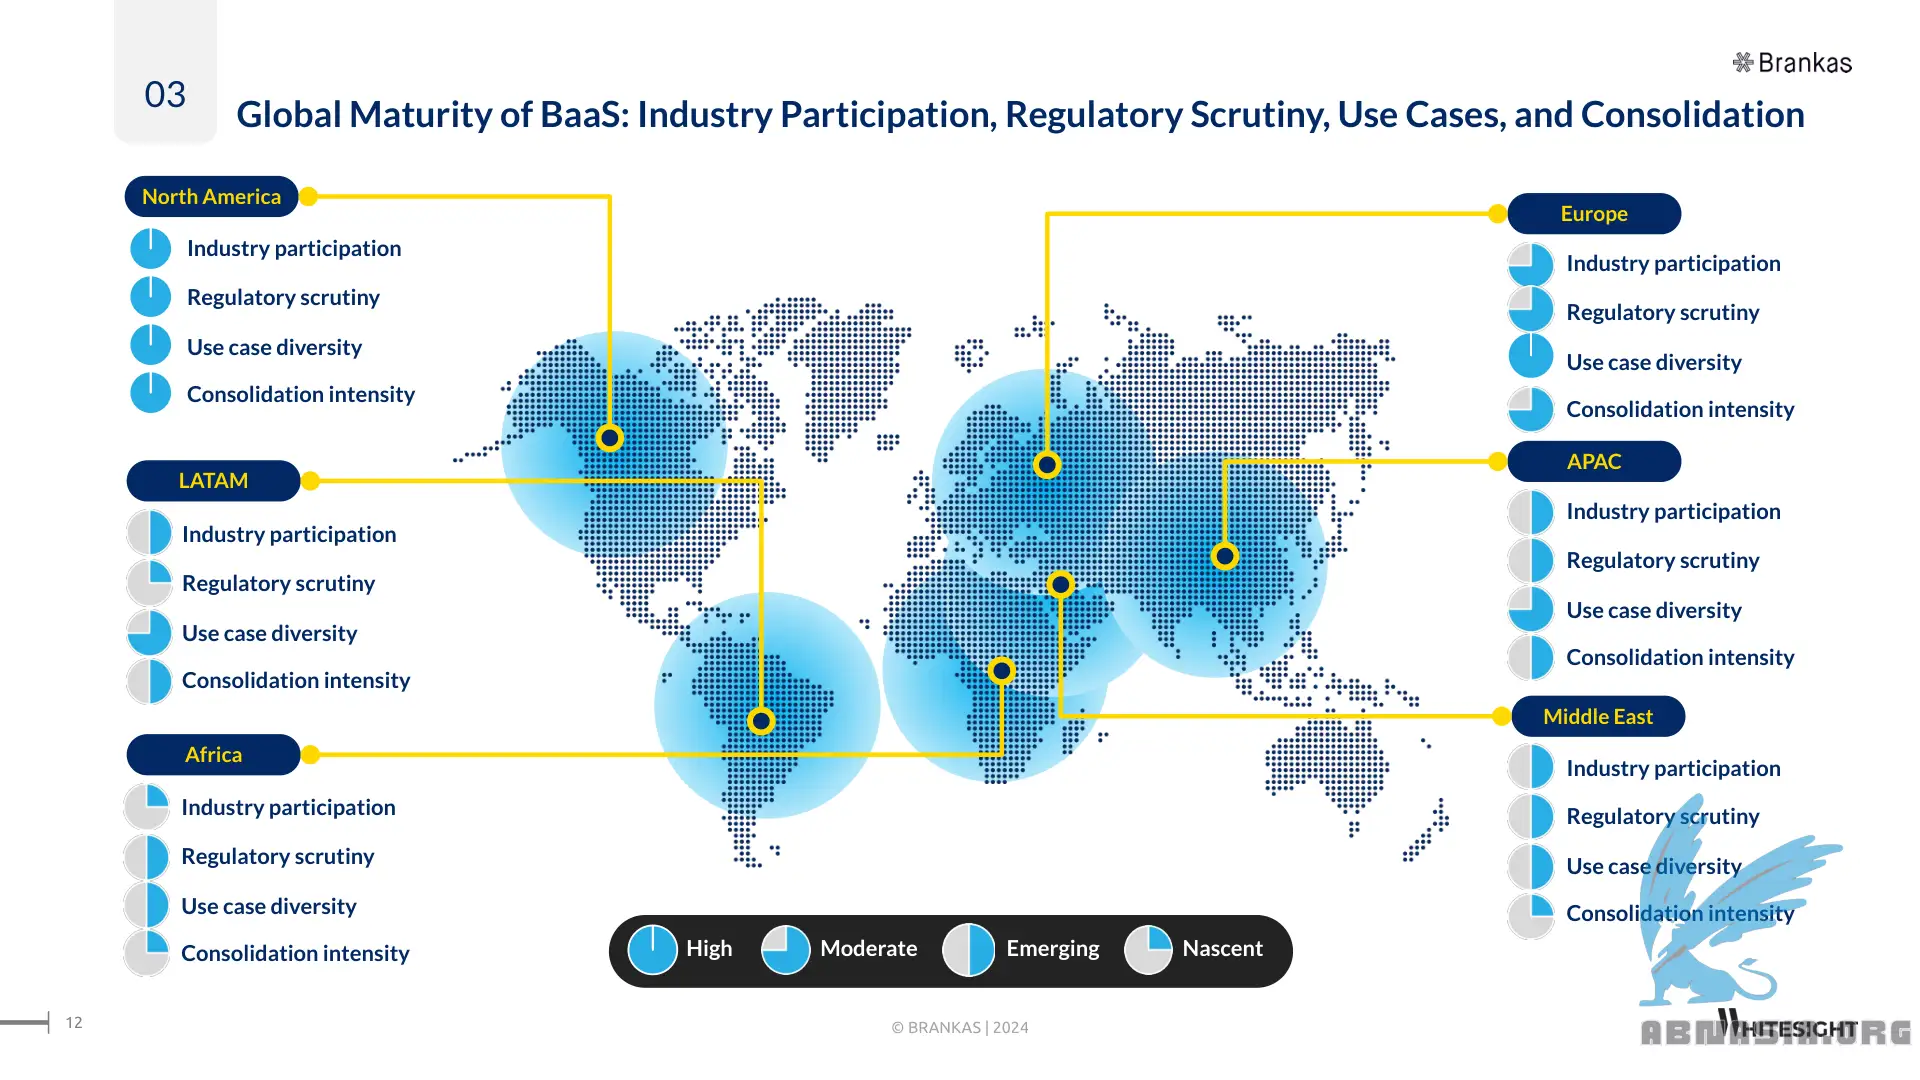 03
Brankas
Global Maturity of BaaS: Industry Participation, Regulatory Scrutiny, Use Cases, and Consolidation
North America
Industry participation
Regulatory scrutiny
Use case diversity
Consolidation intensity
LATAM
Industry participation
Regulatory scrutiny
Use case diversity
Consolidation intensity
Africa
Industry participation
Regulatory scrutiny
Use case diversity
Consolidation intensity
Europe
Industry participation
Regulatory scrutiny
Use case diversity
Consolidation intensity
APAC
Industry participation
Regulatory scrutiny
Use case diversity
Consolidation intensity
Middle East
Industry participation
Regulatory scrutiny
Use case diversity
Consolidation intensity
High Moderate Emerging Nascent
12
© BRANKAS | 2024
WHITESIGHT
ABNASIA.ORG